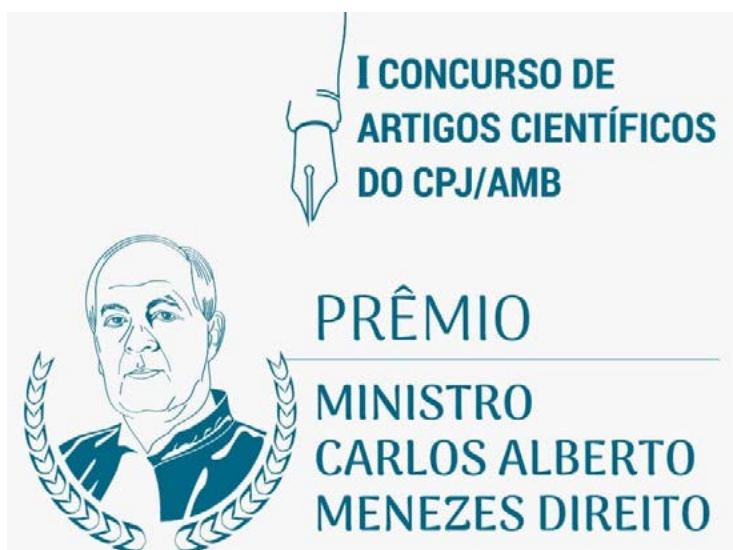 I CONCURSO DE
ARTIGOS CIENTÍFICOS
DO CPJ/AMB
PRÊMIO
MINISTRO
CARLOS ALBERTO
MENEZES DIREITO